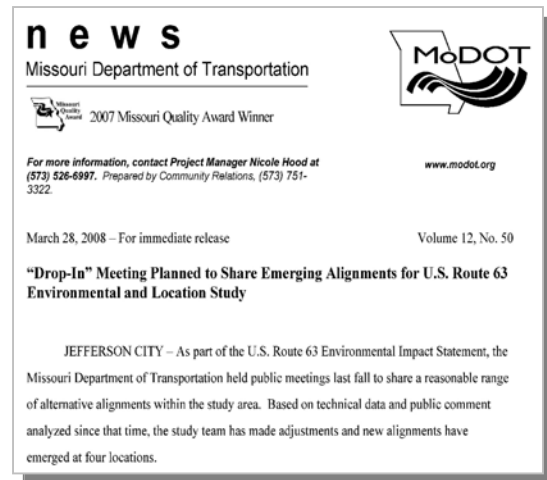 news
MoDOT
Missouri Department of Transportation
Missouri
Quality
Award
2007 Missouri Quality Award Winner
For more information, contact Project Manager Nicole Hood at
(573) 526-6997. Prepared by Community Relations, (573) 751-
3322.
www.modot.org
March 28, 2008 – For immediate release
Volume 12, No. 50
“Drop-In” Meeting Planned to Share Emerging Alignments for U.S. Route 63
Environmental and Location Study
JEFFERSON CITY – As part of the U.S. Route 63 Environmental Impact Statement, the
Missouri Department of Transportation held public meetings last fall to share a reasonable range
of alternative alignments within the study area. Based on technical data and public comment
analyzed since that time, the study team has made adjustments and new alignments have
emerged at four locations.